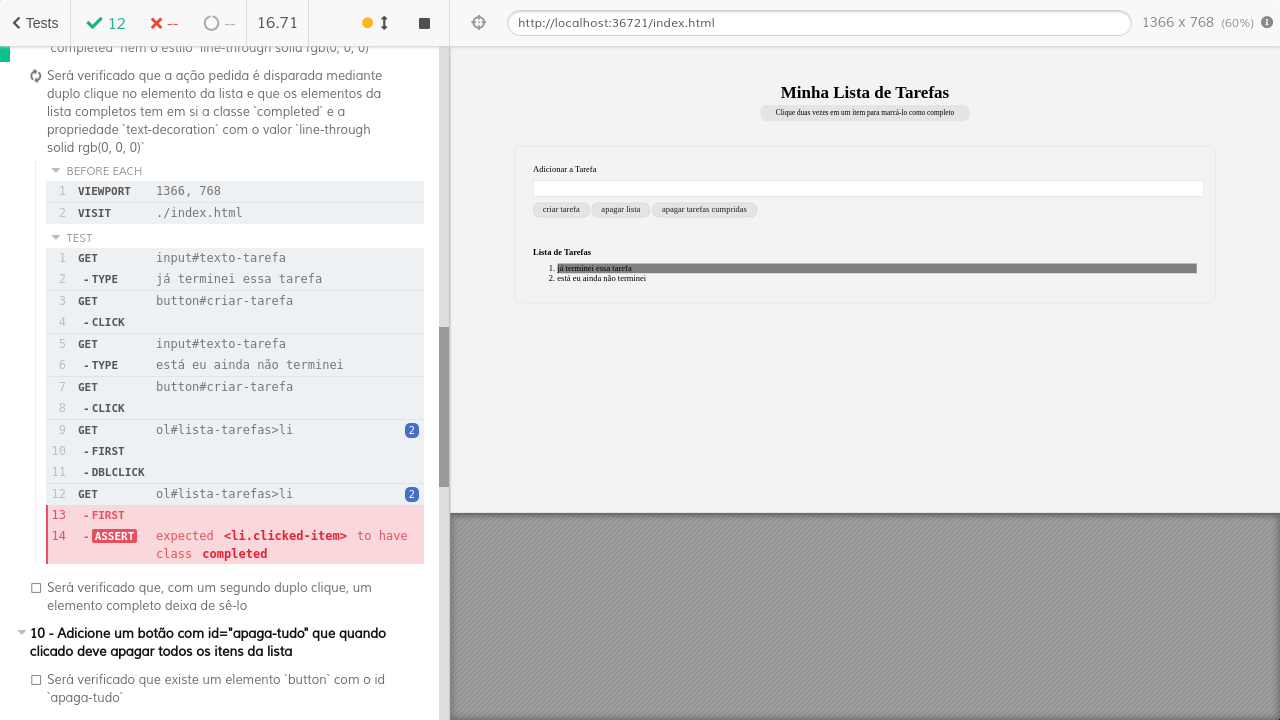 Tests
12
--
--
16.71
http://localhost:36721/index.html
1366 x 768 (60%)
`completed` nem o estilo `line-through solid rgb(0, 0, 0)`
Será verificado que a ação pedida é disparada mediante
duplo clique no elemento da lista e que os elementos da
lista completos tem em si a classe `completed` e a
propriedade `text-decoration` com o valor `line-through
solid rgb(0, 0, 0)`
BEFORE EACH
1 VIEWPORT 1366, 768
2 VISIT ./index.html
TEST
1 GET input#texto-tarefa
2 - TYPE já terminei essa tarefa
3 GET button#criar-tarefa
4 - CLICK
5 GET input#texto-tarefa
6 - TYPE está eu ainda não terminei
7 GET button#criar-tarefa
8 - CLICK
9 GET ol#lista-tarefas>li 2
10 - FIRST
11 - DBLCLICK
12 GET ol#lista-tarefas>li 2
13 - FIRST
14 - ASSERT expected <li.clicked-item> to have
class completed
Será verificado que, com um segundo duplo clique, um
elemento completo deixa de sê-lo
10 - Adicione um botão com id="apaga-tudo" que quando
clicado deve apagar todos os itens da lista
Será verificado que existe um elemento `button` com o id
`apaga-tudo`
Minha Lista de Tarefas
Clique duas vezes em um item para marcá-lo como completo
Adicionar a Tarefa
criar tarefa apagar lista apagar tarefas cumpridas
Lista de Tarefas
1. já terminei essa tarefa
2. está eu ainda não terminei